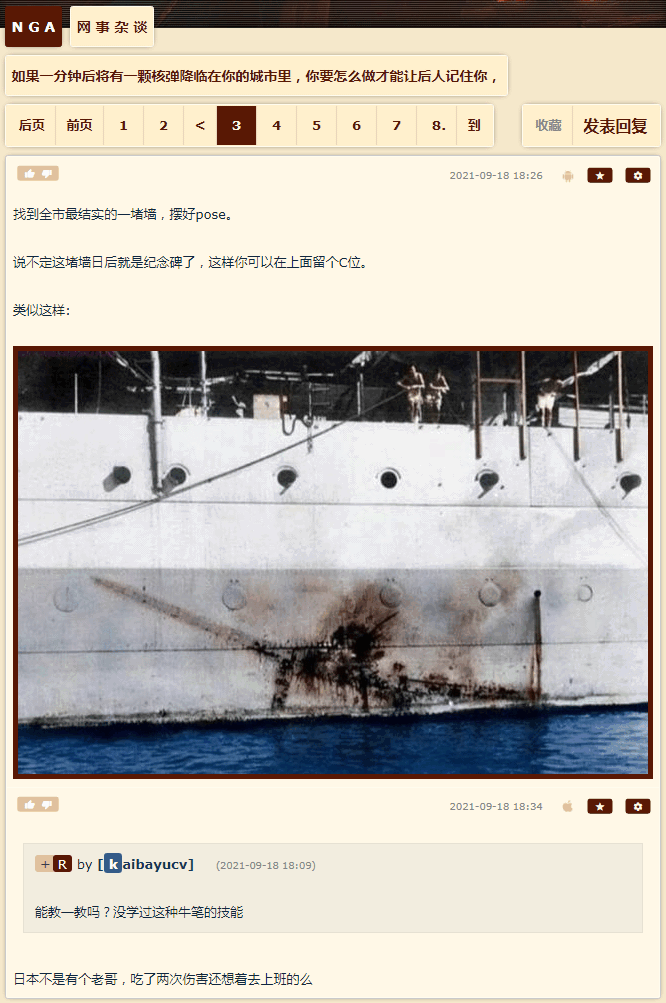 NGA 网事杂谈
如果一分钟后将有一颗核弹降临在你的城市里，你要怎么做才能让后人记住你，
后页 前页 1 2 < 3 4 5 6 7 8. 到 收藏 发表回复
2021-09-18 18:26
找到全市最结实的一堵墙，摆好pose。
说不定这堵墙日后就是纪念碑了，这样你可以在上面留个C位。
类似这样:
2021-09-18 18:34
+R by [kaibayucv] (2021-09-18 18:09)
能教一教吗？没学过这种牛笔的技能
日本不是有个老哥，吃了两次伤害还想着去上班的么